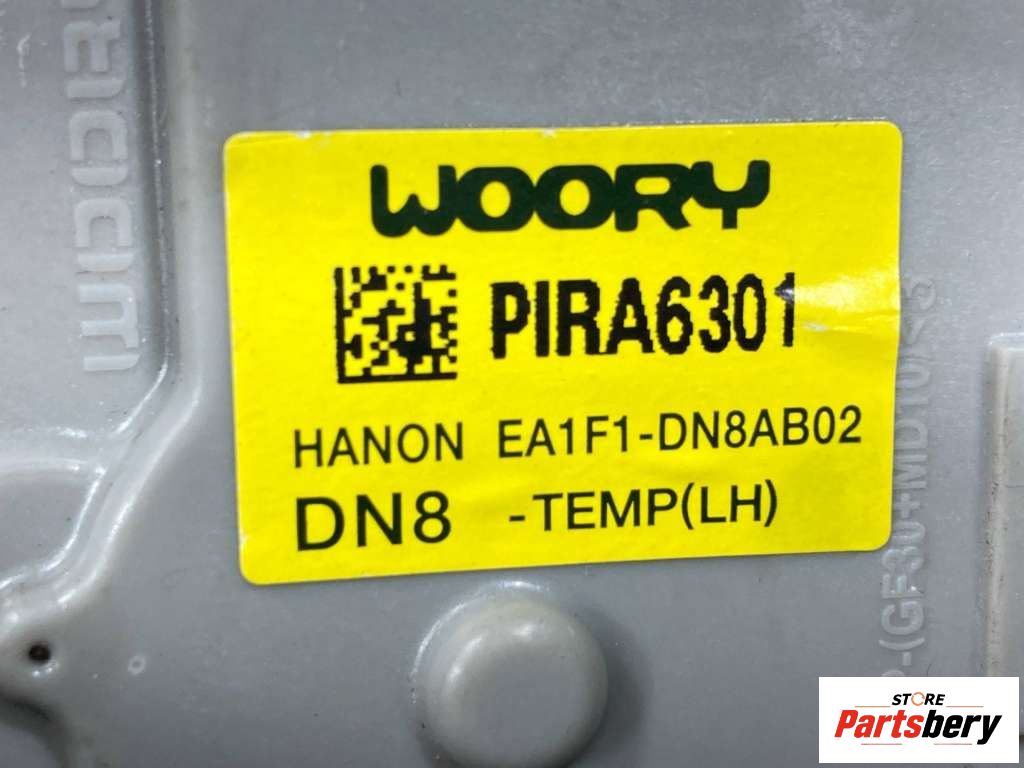 WOORY
PIRA6301
HANON EA1F1-DN8AB02
DN8 -TEMP(LH)
STORE
Partsbery